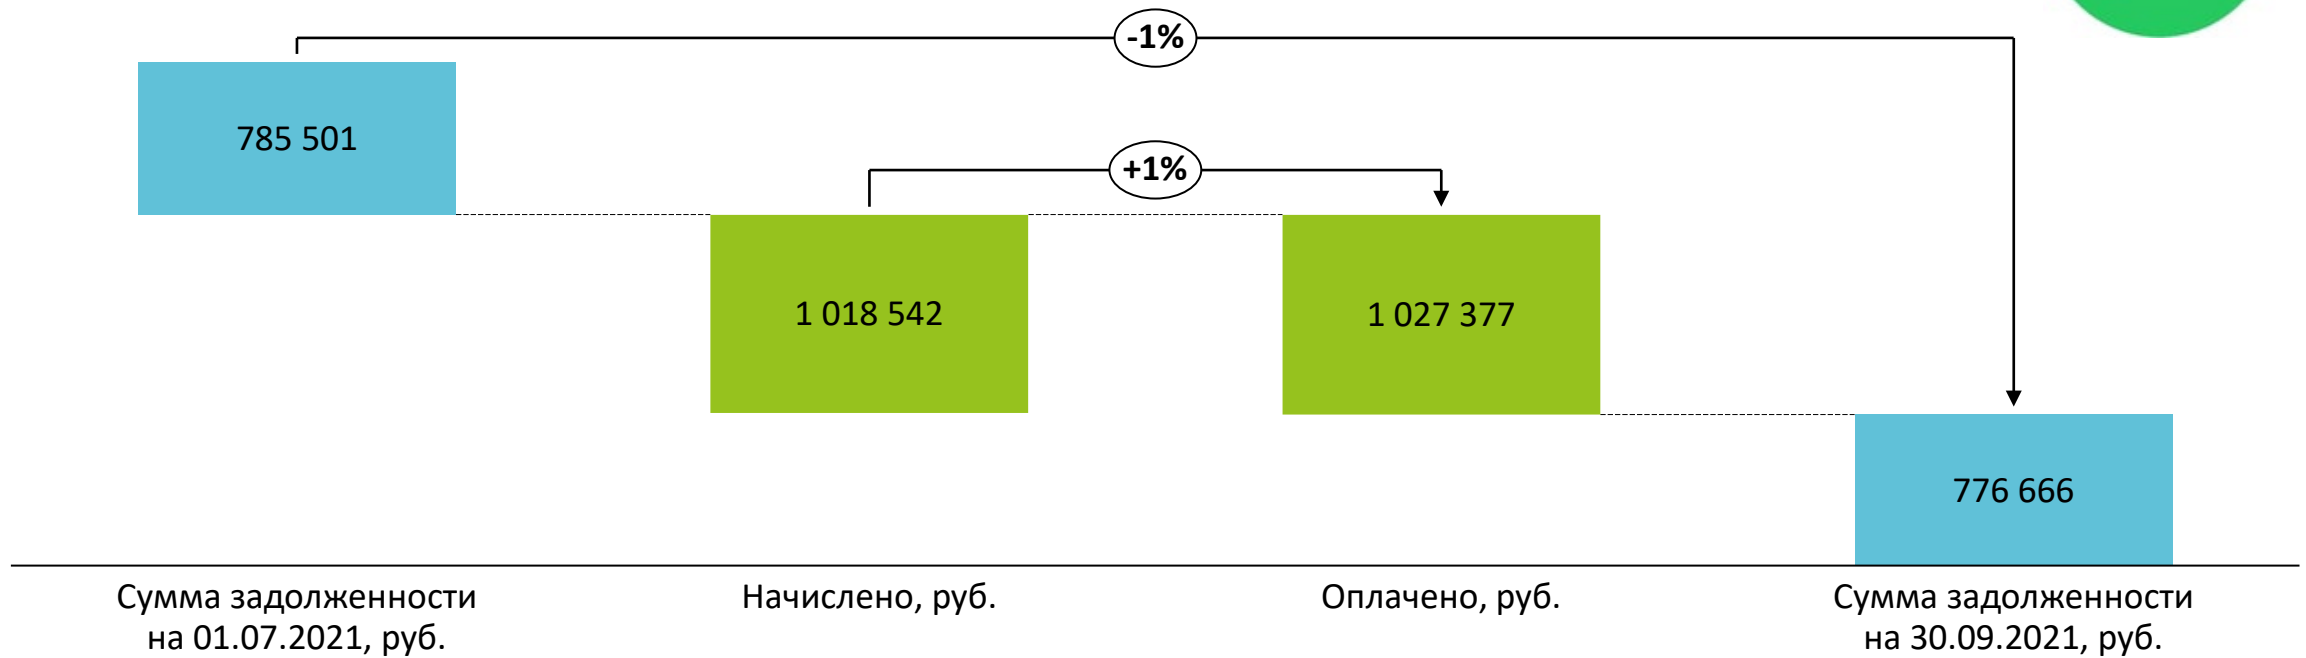 -1%
785 501
+1%
1 018 542
1 027 377
776 666
Сумма задолженности
на 01.07.2021, руб.
Начислено, руб.
Оплачено, руб.
Сумма задолженности
на 30.09.2021, руб.